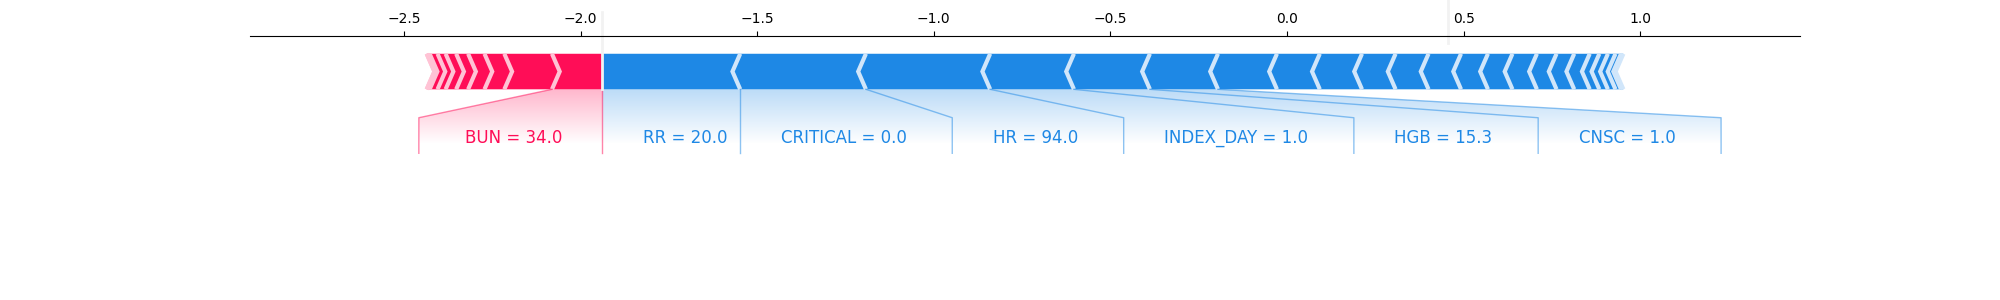 −2.5 −2.0 −1.5 −1.0 −0.5 0.0 0.5 1.0
BUN = 34.0 RR = 20.0 CRITICAL = 0.0 HR = 94.0 INDEX_DAY = 1.0 HGB = 15.3 CNSC = 1.0